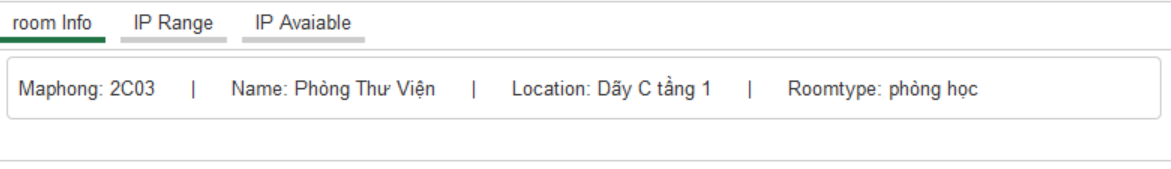 room Info IP Range IP Avaiable
Maphong: 2C03 | Name: Phòng Thư Viện | Location: Dãy C tầng 1 | Roomtype: phòng học